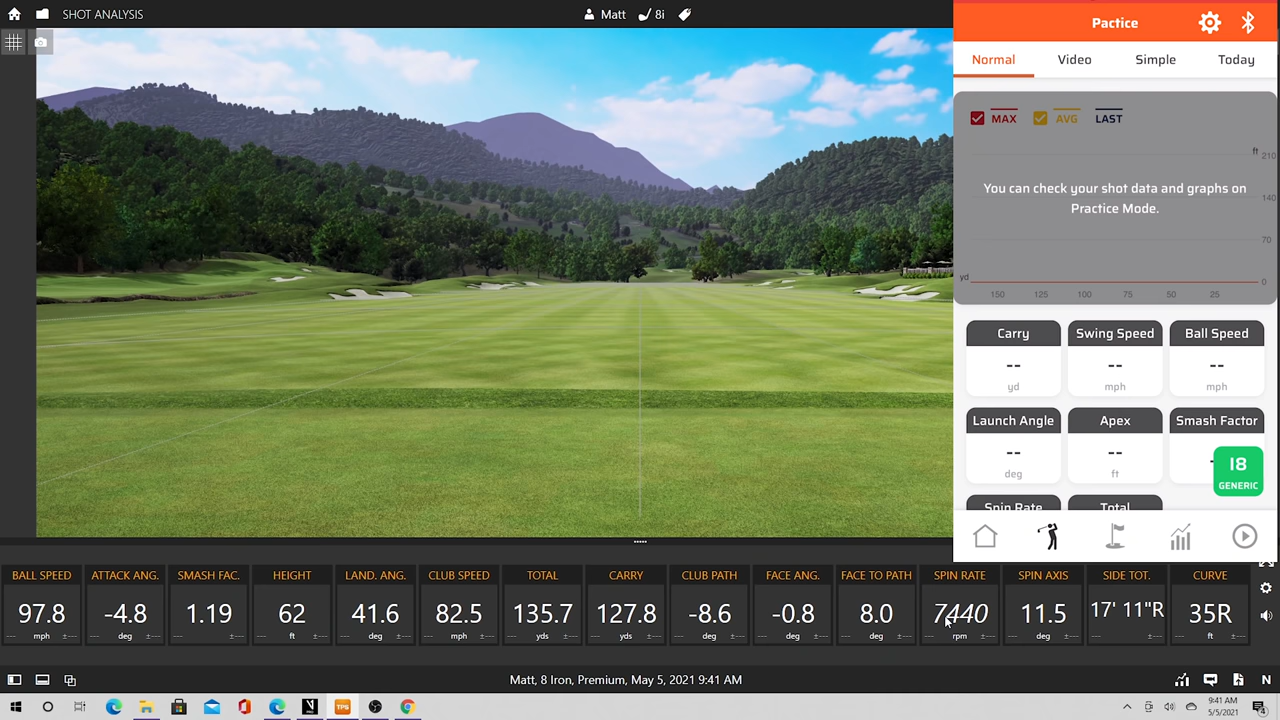 SHOT ANALYSIS
Matt
8i
Pactice
Normal Video Simple Today
MAX AVG LAST
ft
210
You can check your shot data and graphs on
Practice Mode.
140
70
yd
0
150 125 100 75 50 25
Carry Swing Speed Ball Speed
-- -- --
yd mph mph
Launch Angle Apex Smash Factor
-- --
deg ft
I8
GENERIC
Spin Rate Total
BALL SPEED ATTACK ANG. SMASH FAC. HEIGHT LAND. ANG. CLUB SPEED TOTAL CARRY CLUB PATH FACE ANG. FACE TO PATH SPIN RATE SPIN AXIS SIDE TOT. CURVE
97.8 -4.8 1.19 62 41.6 82.5 135.7 127.8 -8.6 -0.8 8.0 7440 11.5 17' 11"R 35R
mph deg ft deg mph yds yds deg deg deg rpm deg ft
Matt, 8 Iron, Premium, May 5, 2021 9:41 AM
N
TPS
9:41 AM
5/5/2021